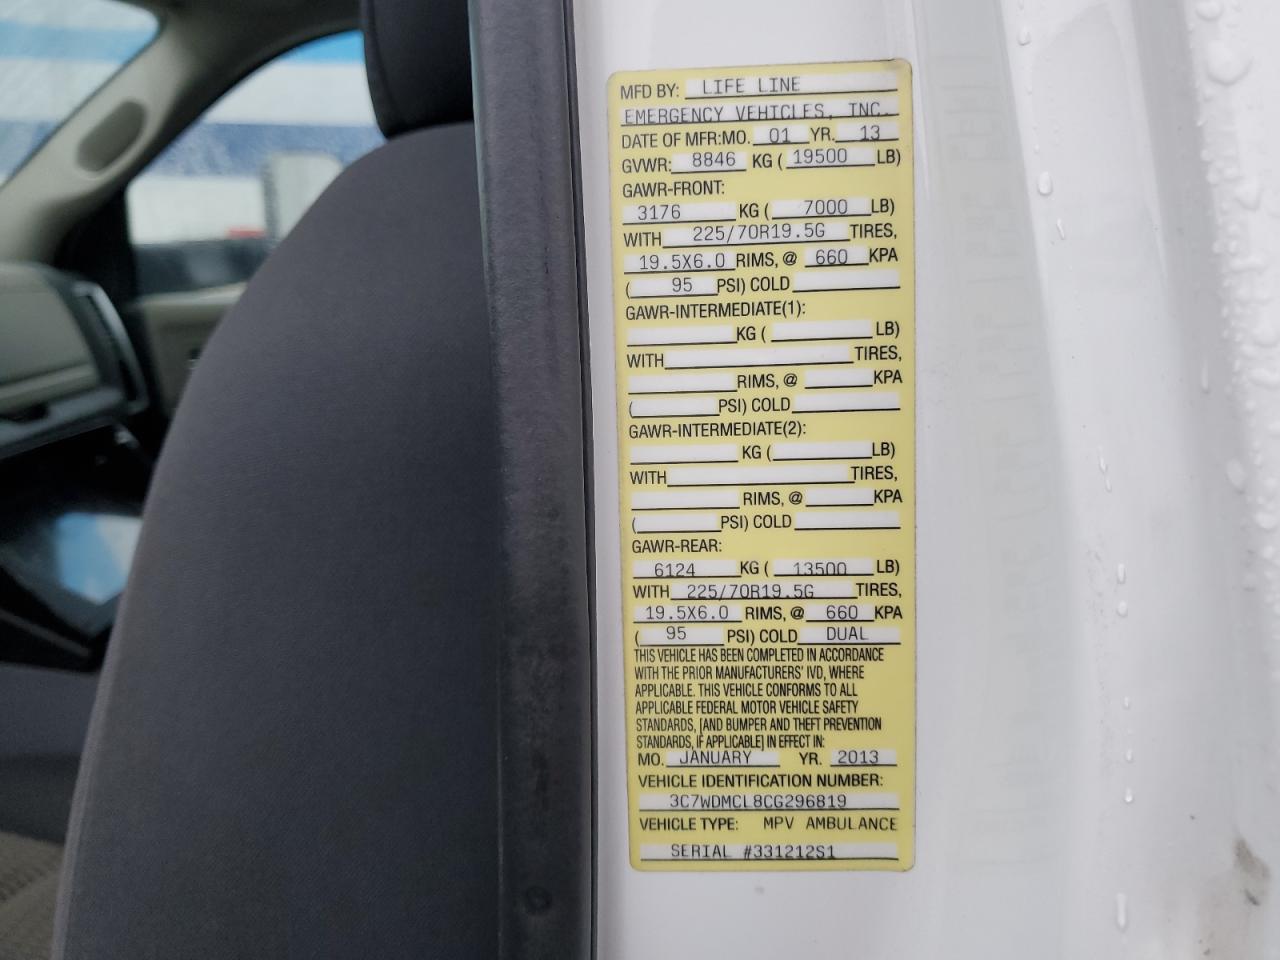 MFD BY: LIFE LINE
EMERGENCY VEHICLES, INC.
DATE OF MFR:MO. 01 YR. 13
GVWR: 8846 KG ( 19500 LB)
GAWR-FRONT:
3176 KG ( 7000 LB)
WITH 225/70R19.5G TIRES,
19.5X6.0 RIMS, @ 660 KPA
( 95 PSI) COLD
GAWR-INTERMEDIATE(1):
KG ( LB)
WITH TIRES,
RIMS, @ KPA
( PSI) COLD
GAWR-INTERMEDIATE(2):
KG ( LB)
WITH TIRES,
RIMS, @ KPA
( PSI) COLD
GAWR-REAR:
6124 KG ( 13500 LB)
WITH 225/70R19.5G TIRES,
19.5X6.0 RIMS, @ 660 KPA
( 95 PSI) COLD DUAL
THIS VEHICLE HAS BEEN COMPLETED IN ACCORDANCE
WITH THE PRIOR MANUFACTURERS' IVD, WHERE
APPLICABLE. THIS VEHICLE CONFORMS TO ALL
APPLICABLE FEDERAL MOTOR VEHICLE SAFETY
STANDARDS, [AND BUMPER AND THEFT PREVENTION
STANDARDS, IF APPLICABLE] IN EFFECT IN:
MO. JANUARY YR. 2013
VEHICLE IDENTIFICATION NUMBER:
3C7WDMCL8CG296819
VEHICLE TYPE: MPV AMBULANCE
SERIAL #331212S1